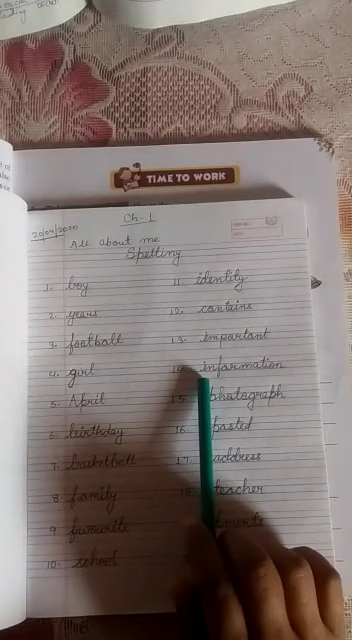 TIME TO WORK
Ch-1
20/04/2020
All about me
Spelling
1. boy
2. years
3. football
4. girl
5. April
6. birthday
7. basketball
8. family
9. favourite
10. school
11. identity
12. contains
13. important
14. information
15. photograph
16. pasted
17. address
18. teacher